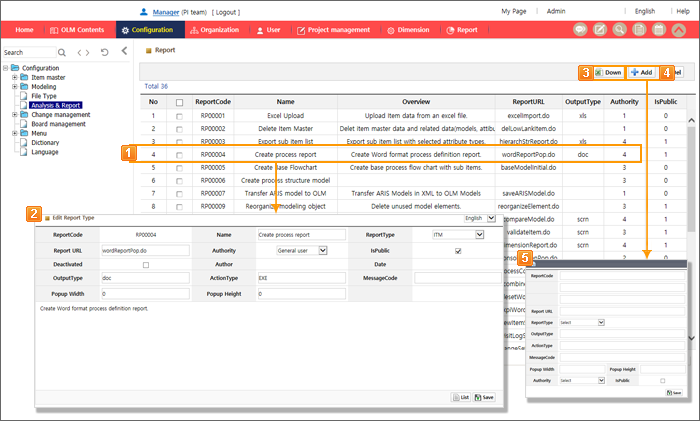 Manager (PI team) [ Logout ]
My Page Admin English Help
Home OLM Contents Configuration Organization User Project management Dimension Report
Search
Report
Configuration
Item master
Modeling
File Type
Analysis & Report
Change management
Board management
Menu
Dictionary
Language
Total 36
3 Down Add 4 Del
No ReportCode Name Overview ReportURL OutputType Authority IsPublic
1 RP00001 Excel Upload Upload item data from an excel file. excelimport.do xls 1 0
2 RP00002 Delete Item Master Delet item master data and related data(models, attibu delLowLankItem.do 1 0
3 RP00003 Export sub item list Export sub item list with selected attribute types. hierarchStrReport.do xls 4 1
1
4 RP00004 Create process report Create Word format process definition report. wordReportPop.do doc 4 1
5 RP00005 Create base Flowchart Create base process flow chart with sub items. baseModelInitial.do 3 1
6 RP00006 Create process structure model 3 0
7 RP00007 Transfer ARIS model to OLM Transfer ARIS Models in XML to OLM Models saveARISModel.do 1 0
8 RP00009 Reorganize modeling object Delete unused model elements. reorganizeElement.do 3 1
compareModel.do scrn 4 1
validateItem.do scrn 3
dimensionReport.do scrn 4
2 Edit Report Type English
ReportCode RP00004 Name Create process report ReportType ITM
Report URL wordReportPop.do Authority General user IsPublic
Deactivated Author Date
OutputType doc ActionType EXE MessageCode
Popup Width 0 Popup Height 0
Create Word format process definition report.
List Save
5
ReportCode
Report URL
ReportType Select
OutputType
ActionType
MessageCode
Popup Width Popup Height
Authority Select IsPublic
Save